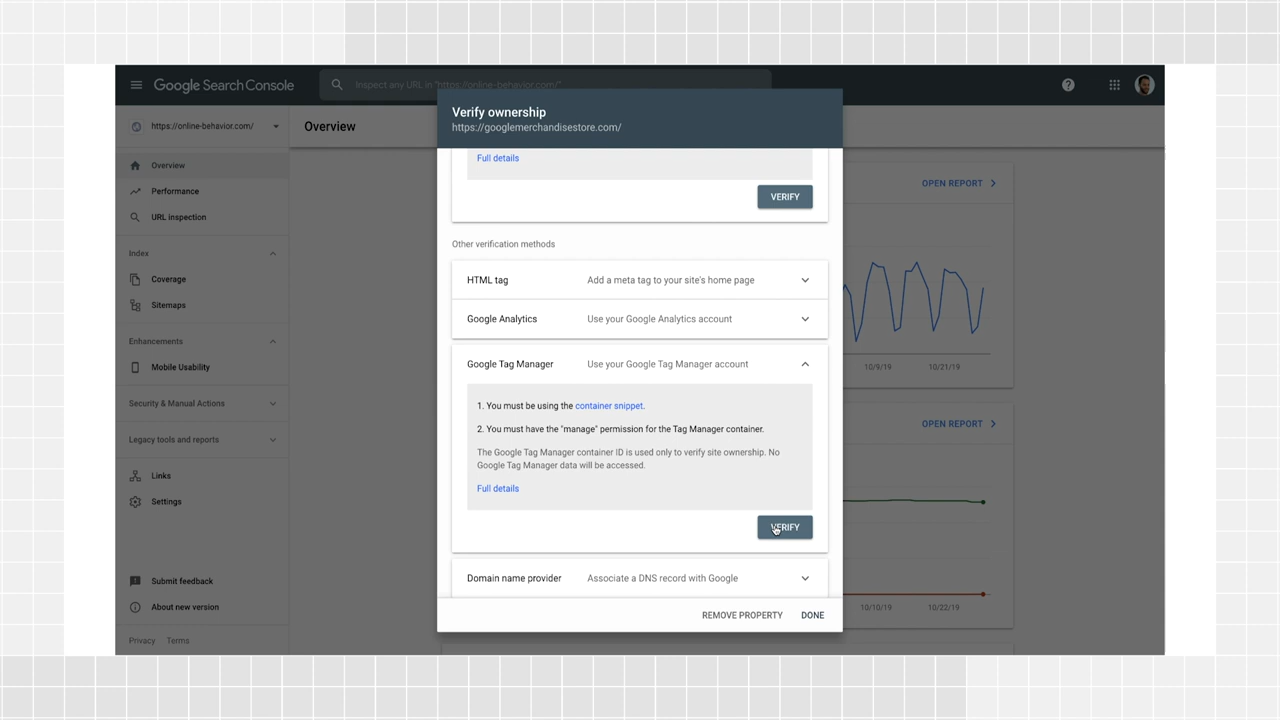 Google Search Console
Inspect any URL in "https://online-behavior.com/"
https://online-behavior.com/
Overview
Overview
Performance
URL inspection
Index
Coverage
Sitemaps
Enhancements
Mobile Usability
Security & Manual Actions
Legacy tools and reports
Links
Settings
Submit feedback
About new version
Privacy Terms
Verify ownership
https://googlemerchandisestore.com/
Full details
VERIFY
Other verification methods
HTML tag Add a meta tag to your site's home page
Google Analytics Use your Google Analytics account
Google Tag Manager Use your Google Tag Manager account
1. You must be using the container snippet.
2. You must have the "manage" permission for the Tag Manager container.
The Google Tag Manager container ID is used only to verify site ownership. No
Google Tag Manager data will be accessed.
Full details
VERIFY
Domain name provider Associate a DNS record with Google
REMOVE PROPERTY DONE
OPEN REPORT
10/9/19 10/21/19
OPEN REPORT
10/10/19 10/22/19